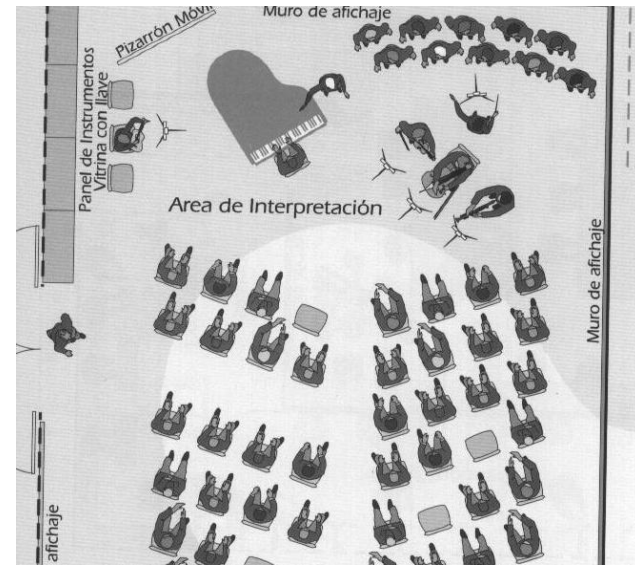 Muro de afichaje
Pizarrón Móvil
Panel de Instrumentos
Vitrina con llave
Area de Interpretación
Muro de afichaje
afichaje